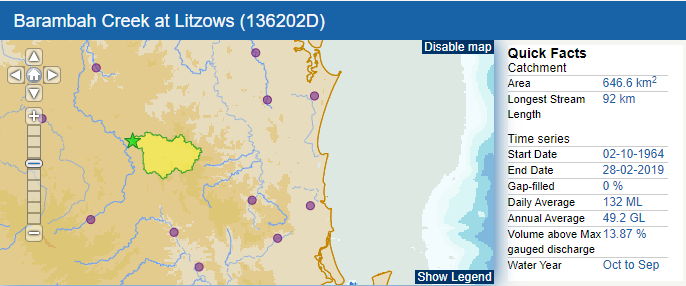 Barambah Creek at Litzows (136202D)
Disable map
Show Legend
Quick Facts
Catchment
Area 646.6 km2
Longest Stream 92 km
Length
Time series
Start Date 02-10-1964
End Date 28-02-2019
Gap-filled 0 %
Daily Average 132 ML
Annual Average 49.2 GL
Volume above Max 13.87 %
gauged discharge
Water Year Oct to Sep